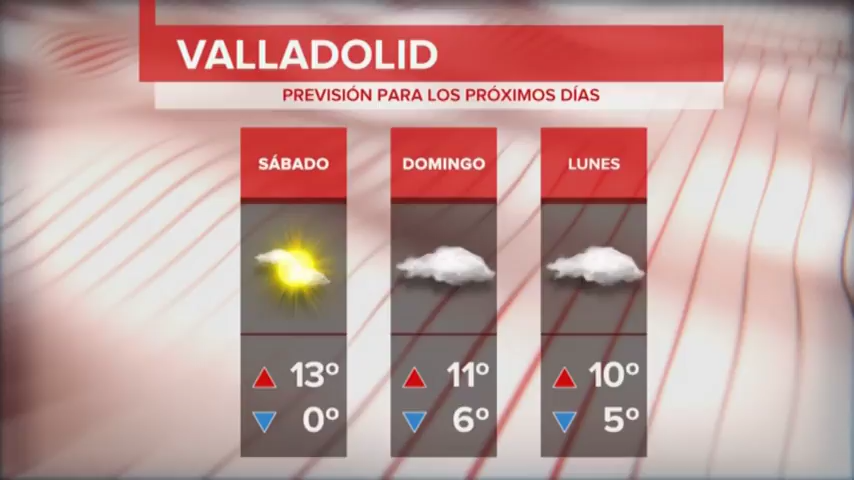 VALLADOLID
PREVISIÓN PARA LOS PRÓXIMOS DÍAS
SÁBADO DOMINGO LUNES
13º 11º 10º
0º 6º 5º